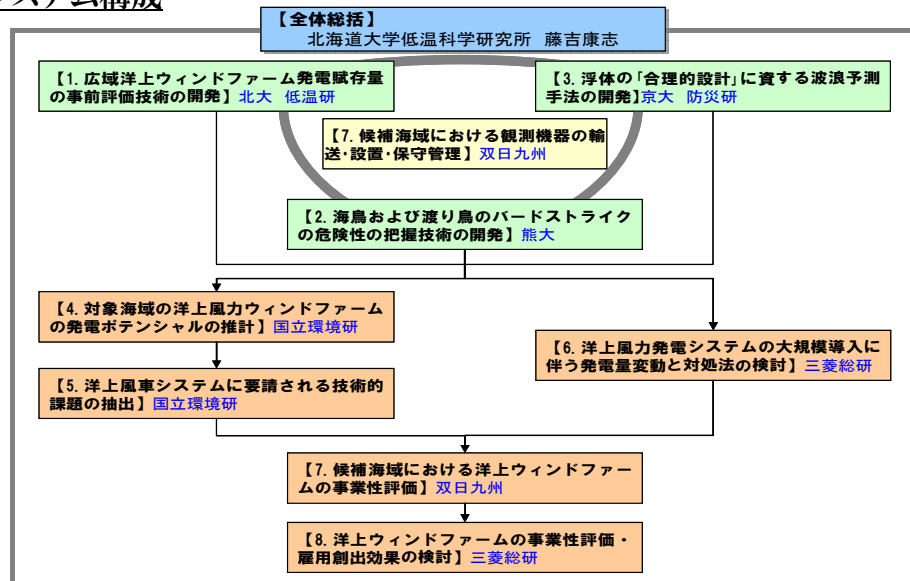 ステム構成
【全体総括】
北海道大学低温科学研究所 藤吉康志
【1. 広域洋上ウィンドファーム発電賦存量
の事前評価技術の開発】北大 低温研
【3. 浮体の｢合理的設計｣に資する波浪予測
手法の開発】京大 防災研
【7. 候補海域における観測機器の輸
送･設置･保守管理】双日九州
【2. 海鳥および渡り鳥のバードストライク
の危険性の把握技術の開発】熊大
【4. 対象海域の洋上風力ウィンドファーム
の発電ポテンシャルの推計】国立環境研
【6. 洋上風力発電システムの大規模導入に
伴う発電量変動と対処法の検討】三菱総研
【5. 洋上風車システムに要請される技術的
課題の抽出】国立環境研
【7. 候補海域における洋上ウィンドファー
ムの事業性評価】双日九州
【8. 洋上ウィンドファームの事業性評価・
雇用創出効果の検討】三菱総研